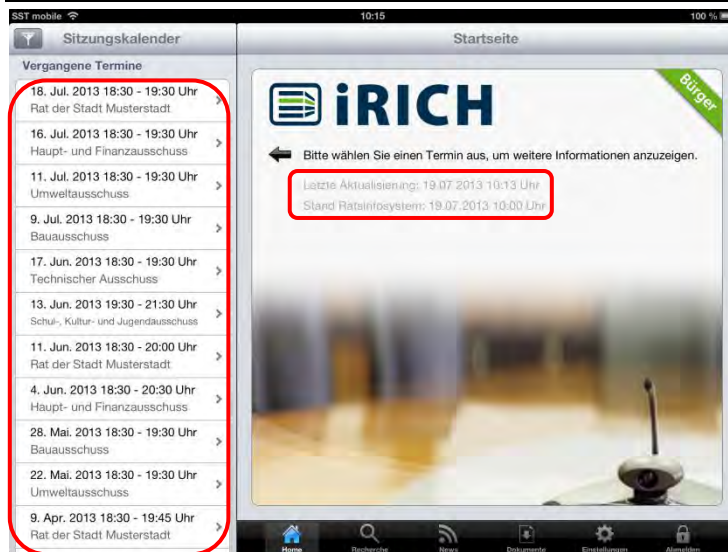 SST mobile
10:15
100 %
Sitzungskalender
Startseite
Vergangene Termine
18. Jul. 2013 18:30 - 19:30 Uhr
Rat der Stadt Musterstadt
16. Jul. 2013 18:30 - 19:30 Uhr
Haupt- und Finanzausschuss
11. Jul. 2013 18:30 - 19:30 Uhr
Umweltausschuss
9. Jul. 2013 18:30 - 19:30 Uhr
Bauausschuss
17. Jun. 2013 18:30 - 19:30 Uhr
Technischer Ausschuss
13. Jun. 2013 19:30 - 21:30 Uhr
Schul-, Kultur- und Jugendausschuss
11. Jun. 2013 18:30 - 20:00 Uhr
Rat der Stadt Musterstadt
4. Jun. 2013 18:30 - 20:30 Uhr
Haupt- und Finanzausschuss
28. Mai. 2013 18:30 - 19:30 Uhr
Bauausschuss
22. Mai. 2013 18:30 - 19:30 Uhr
Umweltausschuss
9. Apr. 2013 18:30 - 19:45 Uhr
Rat der Stadt Musterstadt
iRICH
Bürger
Bitte wählen Sie einen Termin aus, um weitere Informationen anzuzeigen.
Letzte Aktualisierung: 19.07.2013 10:13 Uhr
Stand Ratsinfosystem: 19.07.2013 10:00 Uhr
Home
Recherche
News
Dokumente
Einstellungen
Abmelden